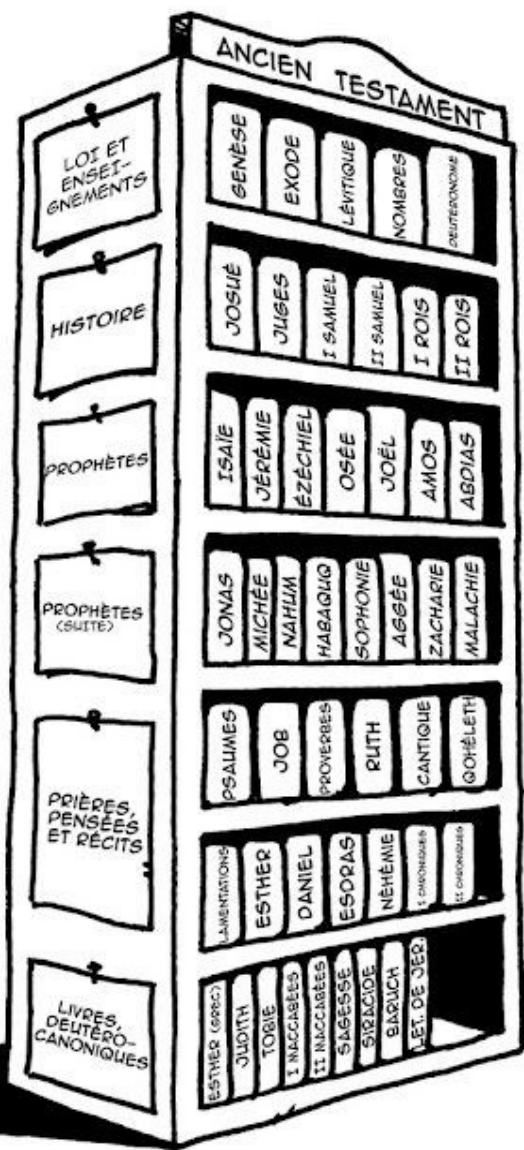 ANCIEN TESTAMENT
LOI ET
ENSEI-
GNEMENTS
GENÈSE
EXODE
LÉVITIQUE
NOMBRES
DEUTÉRONOME
HISTOIRE
JOSUÉ
JUGES
I SAMUEL
II SAMUEL
I ROIS
II ROIS
PROPHÈTES
ISAÏE
JÉRÉMIE
ÉZÉCHIEL
OSÉE
JOËL
AMOS
ABDIAS
PROPHÈTES
(SUITE)
JONAS
MICHÉE
NAHUM
HABAQUQ
SOPHONIE
AGGÉE
ZACHARIE
MALACHIE
PRIÈRES,
PENSÉES
ET RÉCITS
PSAUMES
JOB
PROVERBES
RUTH
CANTIQUE
QOHÉLETH
LAMENTATIONS
ESTHER
DANIEL
ESDRAS
NÉHÉMIE
I CHRONIQUES
II CHRONIQUES
LIVRES,
DEUTÉRO-
CANONIQUES
ESTHER (GREC)
JUDITH
TOBIE
I MACCABÉES
II MACCABÉES
SAGESSE
SIRACIDE
BARUCH
LET. DE JÉR.